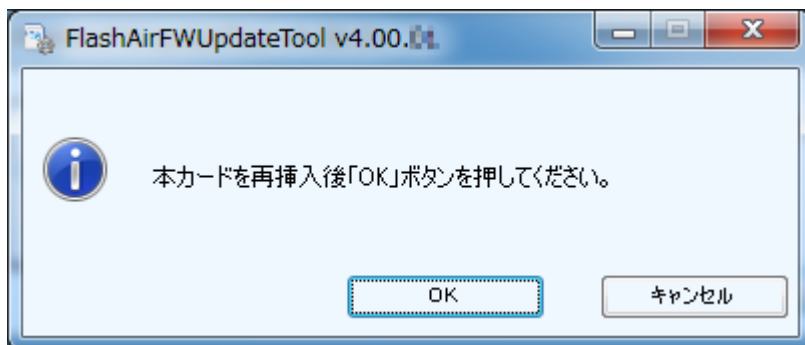 FlashAirFWUpdateTool v4.00.
本カードを再挿入後「OK」ボタンを押してください。
OK
キャンセル